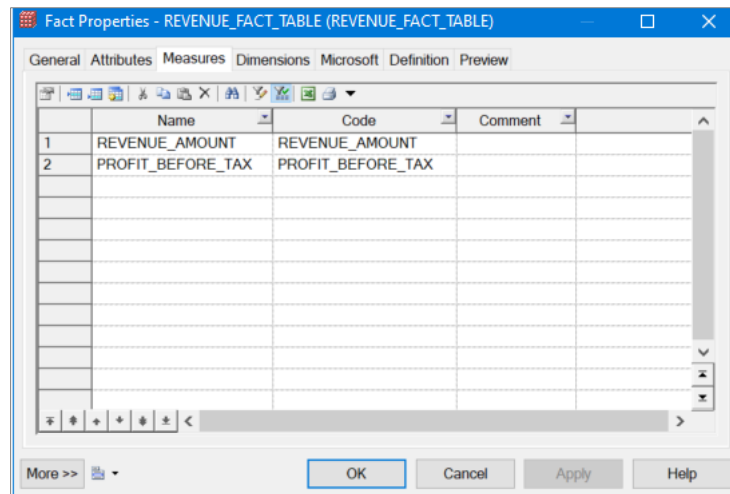 Fact Properties - REVENUE_FACT_TABLE (REVENUE_FACT_TABLE)
General Attributes Measures Dimensions Microsoft Definition Preview
Name Code Comment
1 REVENUE_AMOUNT REVENUE_AMOUNT
2 PROFIT_BEFORE_TAX PROFIT_BEFORE_TAX
More >> OK Cancel Apply Help